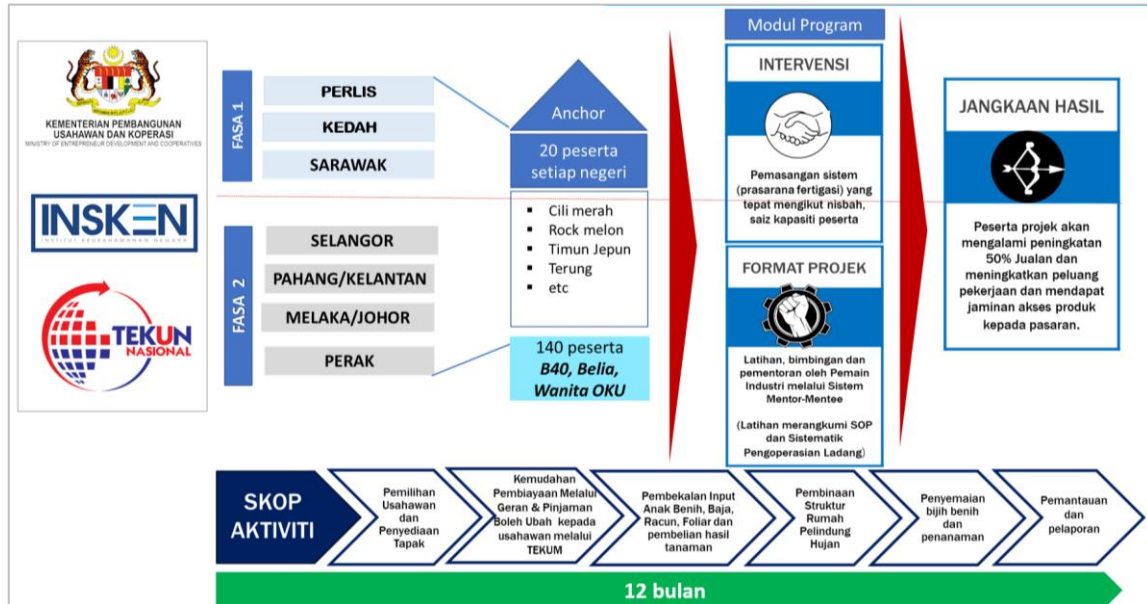 KEMENTERIAN PEMBANGUNAN
USAHAWAN DAN KOPERASI
MINISTRY OF ENTREPRENEUR DEVELOPMENT AND COOPERATIVES
INSKEN
INSTITUT KEUSAHAWANAN NEGARA
TEKUN
NASIONAL
FASA 1
PERLIS
KEDAH
SARAWAK
FASA 2
SELANGOR
PAHANG/KELANTAN
MELAKA/JOHOR
PERAK
Anchor
20 peserta
setiap negeri
▪ Cili merah
▪ Rock melon
▪ Timun Jepun
▪ Terung
▪ etc
140 peserta
B40, Belia,
Wanita OKU
Modul Program
INTERVENSI
Pemasangan sistem
(prasarana fertigasi) yang
tepat mengikut nisbah,
saiz kapasiti peserta
FORMAT PROJEK
Latihan, bimbingan dan
pementoran oleh Pemain
Industri melalui Sistem
Mentor-Mentee
(Latihan merangkumi SOP
dan Sistematik
Pengoperasian Ladang)
JANGKAAN HASIL
Peserta projek akan
mengalami peningkatan
50% Jualan dan
meningkatkan peluang
pekerjaan dan mendapat
jaminan akses produk
kepada pasaran.
SKOP
AKTIVITI
Pemilihan
Usahawan
dan
Penyediaan
Tapak
Kemudahan
Pembiayaan Melalui
Geran & Pinjaman
Boleh Ubah kepada
usahawan melalui
TEKUM
Pembekalan Input
Anak Benih, Baja,
Racun, Foliar dan
pembelian hasil
tanaman
Pembinaan
Struktur
Rumah
Pelindung
Hujan
Penyemaian
bijih benih
dan
penanaman
Pemantauan
dan
pelaporan
12 bulan